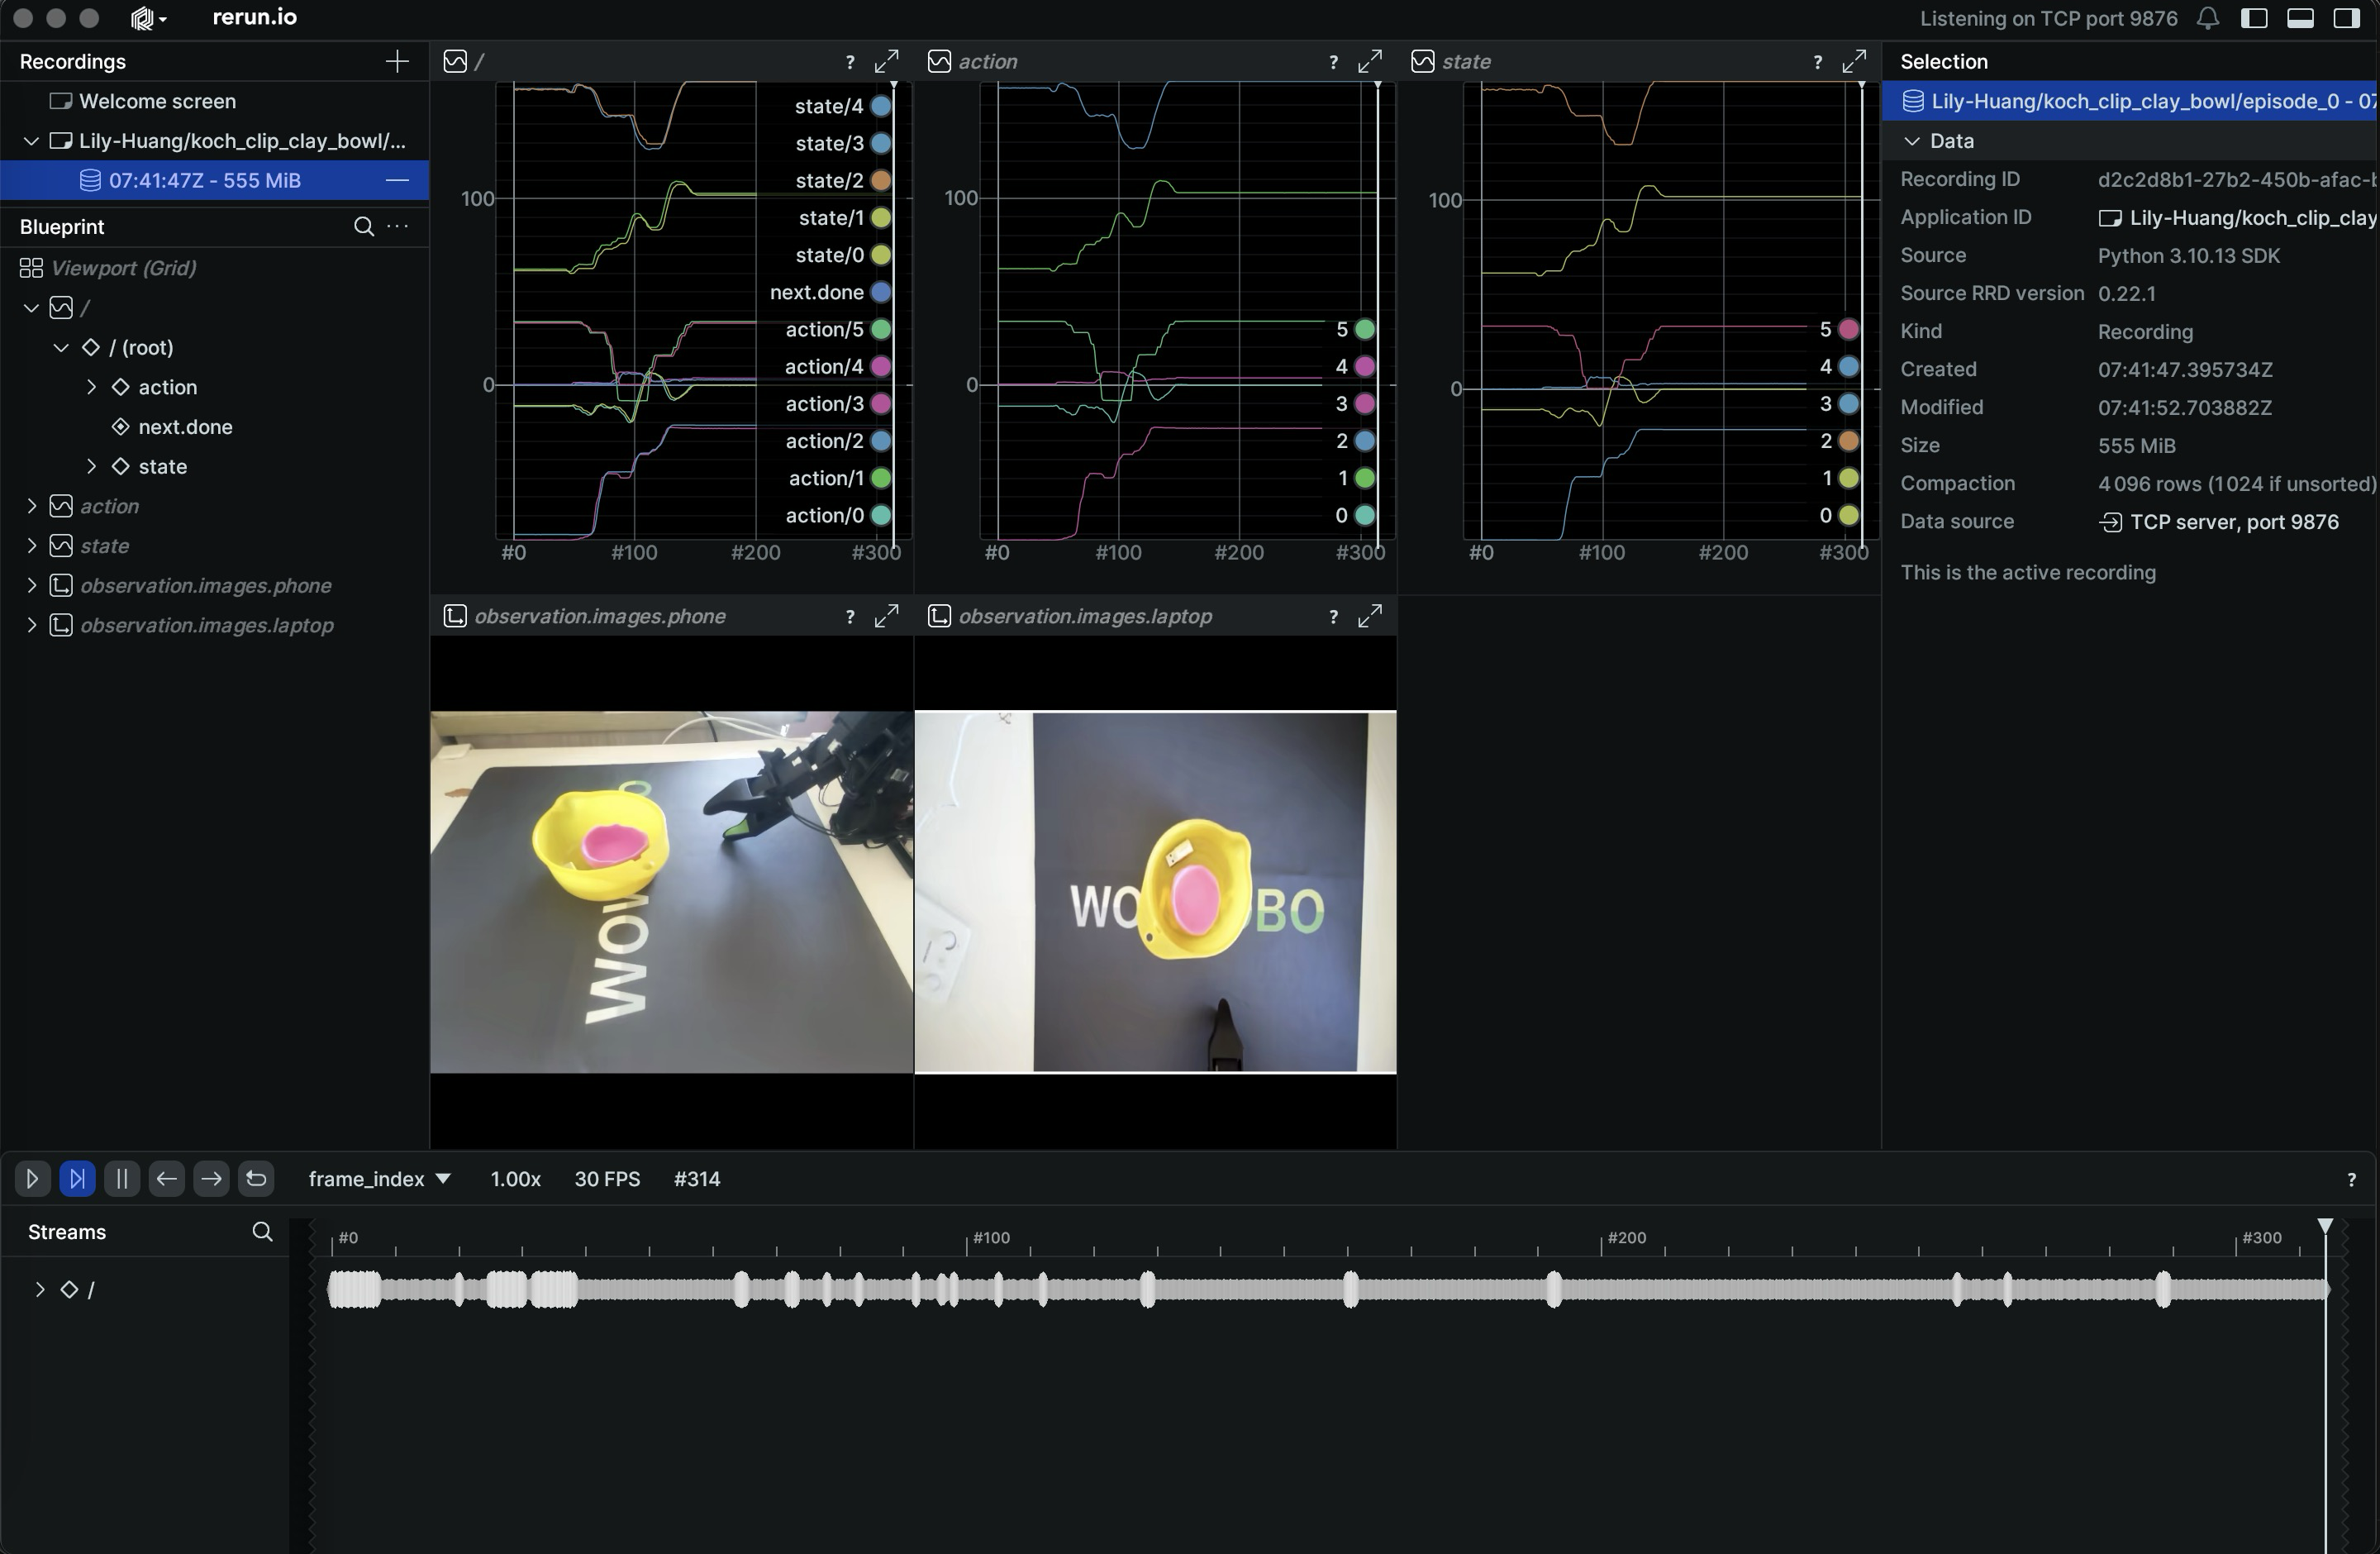 rerun.io
Listening on TCP port 9876
Recordings
Welcome screen
Lily-Huang/koch_clip_clay_bowl/...
07:41:47Z - 555 MiB
Blueprint
Viewport (Grid)
/
/ (root)
action
next.done
state
action
state
observation.images.phone
observation.images.laptop
/
?
100
0
state/4
state/3
state/2
state/1
state/0
next.done
action/5
action/4
action/3
action/2
action/1
action/0
#0 #100 #200 #300
action
?
100
0
5
4
3
2
1
0
#0 #100 #200 #300
state
?
100
0
5
4
3
2
1
0
#0 #100 #200 #300
observation.images.phone
?
WOW
O
observation.images.laptop
?
WO BO
Selection
Lily-Huang/koch_clip_clay_bowl/episode_0 - 07
Data
Recording ID d2c2d8b1-27b2-450b-afac-b
Application ID Lily-Huang/koch_clip_clay
Source Python 3.10.13 SDK
Source RRD version 0.22.1
Kind Recording
Created 07:41:47.395734Z
Modified 07:41:52.703882Z
Size 555 MiB
Compaction 4 096 rows (1 024 if unsorted)
Data source TCP server, port 9876
This is the active recording
frame_index 1.00x 30 FPS #314
?
Streams
#0 #100 #200 #300
/